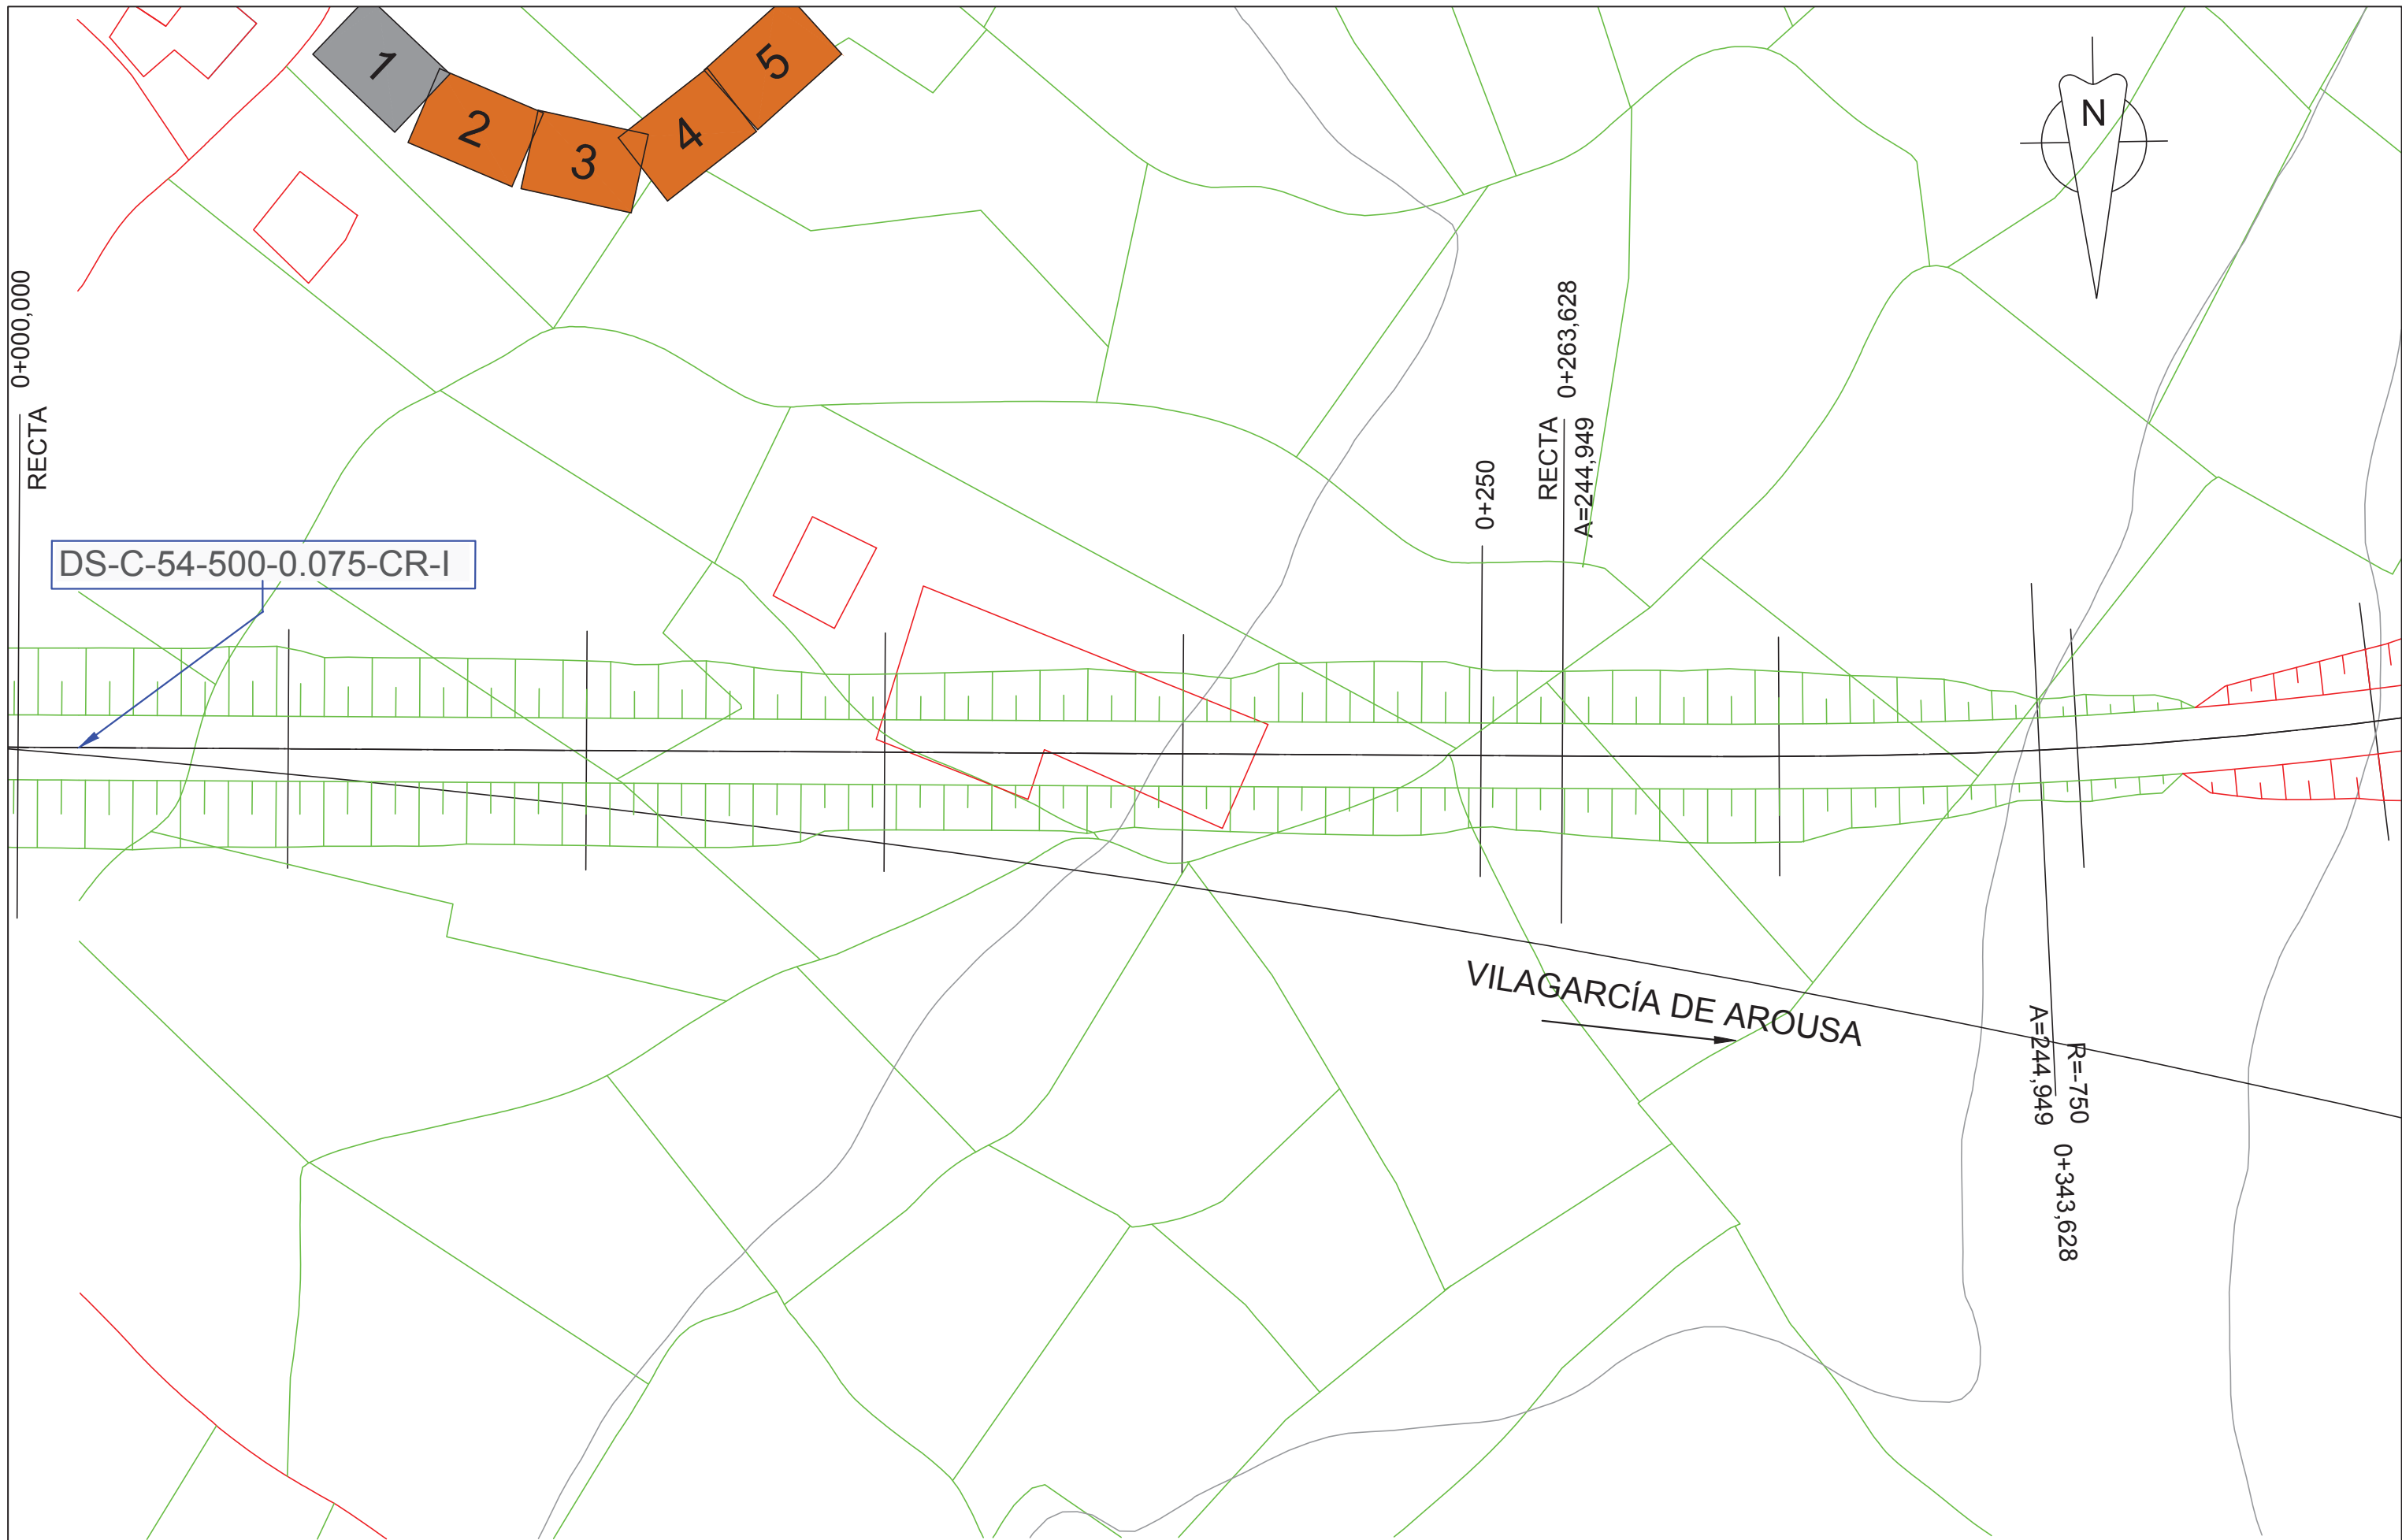 1
2
3
4
5
N
0+000,000
RECTA
DS-C-54-500-0.075-CR-I
0+250
RECTA
0+263,628
A=244,949
VILAGARCÍA DE AROUSA
A=244,949
R=-750
0+343,628